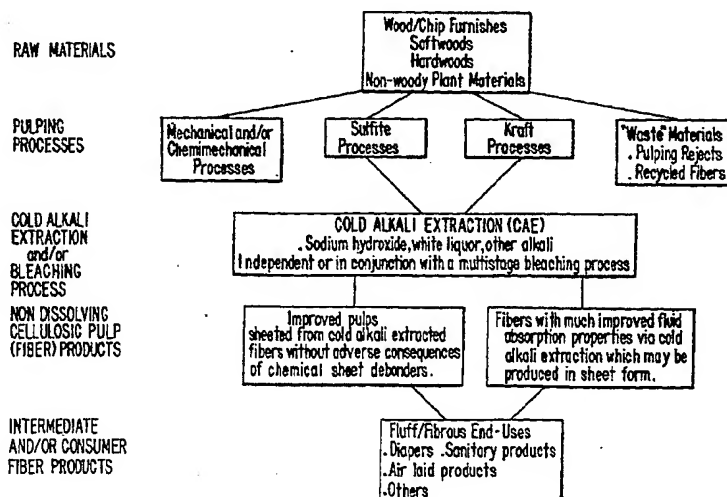 RAW MATERIALS
Wood/Chip Furnishes
Softwoods
Hardwoods
Non-woody Plant Materials
PULPING
PROCESSES
Mechanical and/or
Chemimechanical
Processes
Sulfite
Processes
Kraft
Processes
"Waste" Materials
. Pulping Rejects
. Recycled Fibers
COLD ALKALI
EXTRACTION
and/or
BLEACHING
PROCESS
COLD ALKALI EXTRACTION (CAE)
. Sodium hydroxide, white liquor, other alkali
Independent or in conjunction with a multistage bleaching process
NON DISSOLVING
CELLULOSIC PULP
(FIBER) PRODUCTS
Improved pulps
sheeted from cold alkali extracted
fibers without adverse consequences
of chemical sheet debonders.
Fibers with much improved fluid
absorption properties via cold
alkali extraction which may be
produced in sheet form.
INTERMEDIATE
AND/OR CONSUMER
FIBER PRODUCTS
Fluff/Fibrous End-Uses
. Diapers . Sanitary products
. Air laid products
. Others